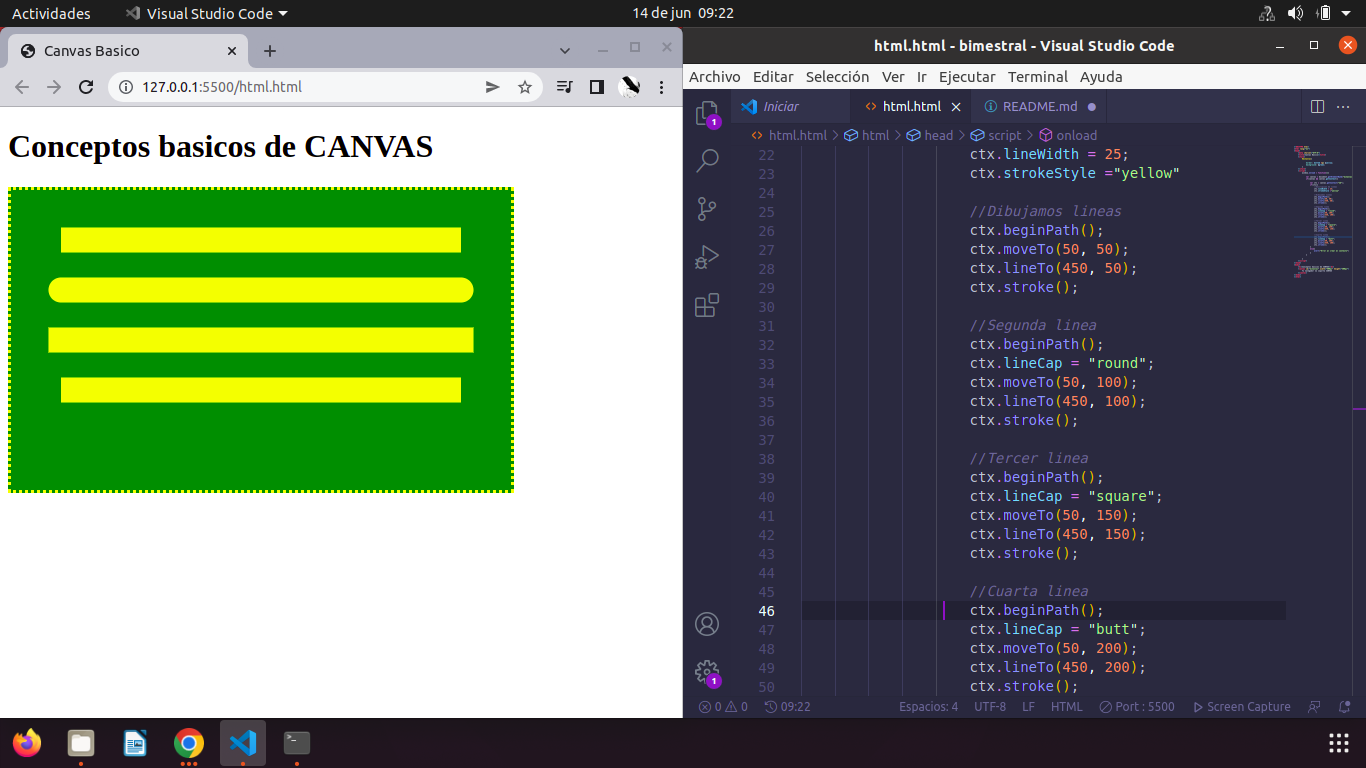 Actividades
Visual Studio Code
14 de jun 09:22
Canvas Basico
127.0.0.1:5500/html.html
Conceptos basicos de CANVAS
html.html - bimestral - Visual Studio Code
Archivo Editar Selección Ver Ir Ejecutar Terminal Ayuda
Iniciar
html.html
README.md
html.html > html > head > script > onload
22 ctx.lineWidth = 25;
23 ctx.strokeStyle ="yellow"
24
25 //Dibujamos lineas
26 ctx.beginPath();
27 ctx.moveTo(50, 50);
28 ctx.lineTo(450, 50);
29 ctx.stroke();
30
31 //Segunda linea
32 ctx.beginPath();
33 ctx.lineCap = "round";
34 ctx.moveTo(50, 100);
35 ctx.lineTo(450, 100);
36 ctx.stroke();
37
38 //Tercer linea
39 ctx.beginPath();
40 ctx.lineCap = "square";
41 ctx.moveTo(50, 150);
42 ctx.lineTo(450, 150);
43 ctx.stroke();
44
45 //Cuarta linea
46 ctx.beginPath();
47 ctx.lineCap = "butt";
48 ctx.moveTo(50, 200);
49 ctx.lineTo(450, 200);
50 ctx.stroke();
1
1
0 0 09:22 Espacios: 4 UTF-8 LF HTML Port : 5500 Screen Capture